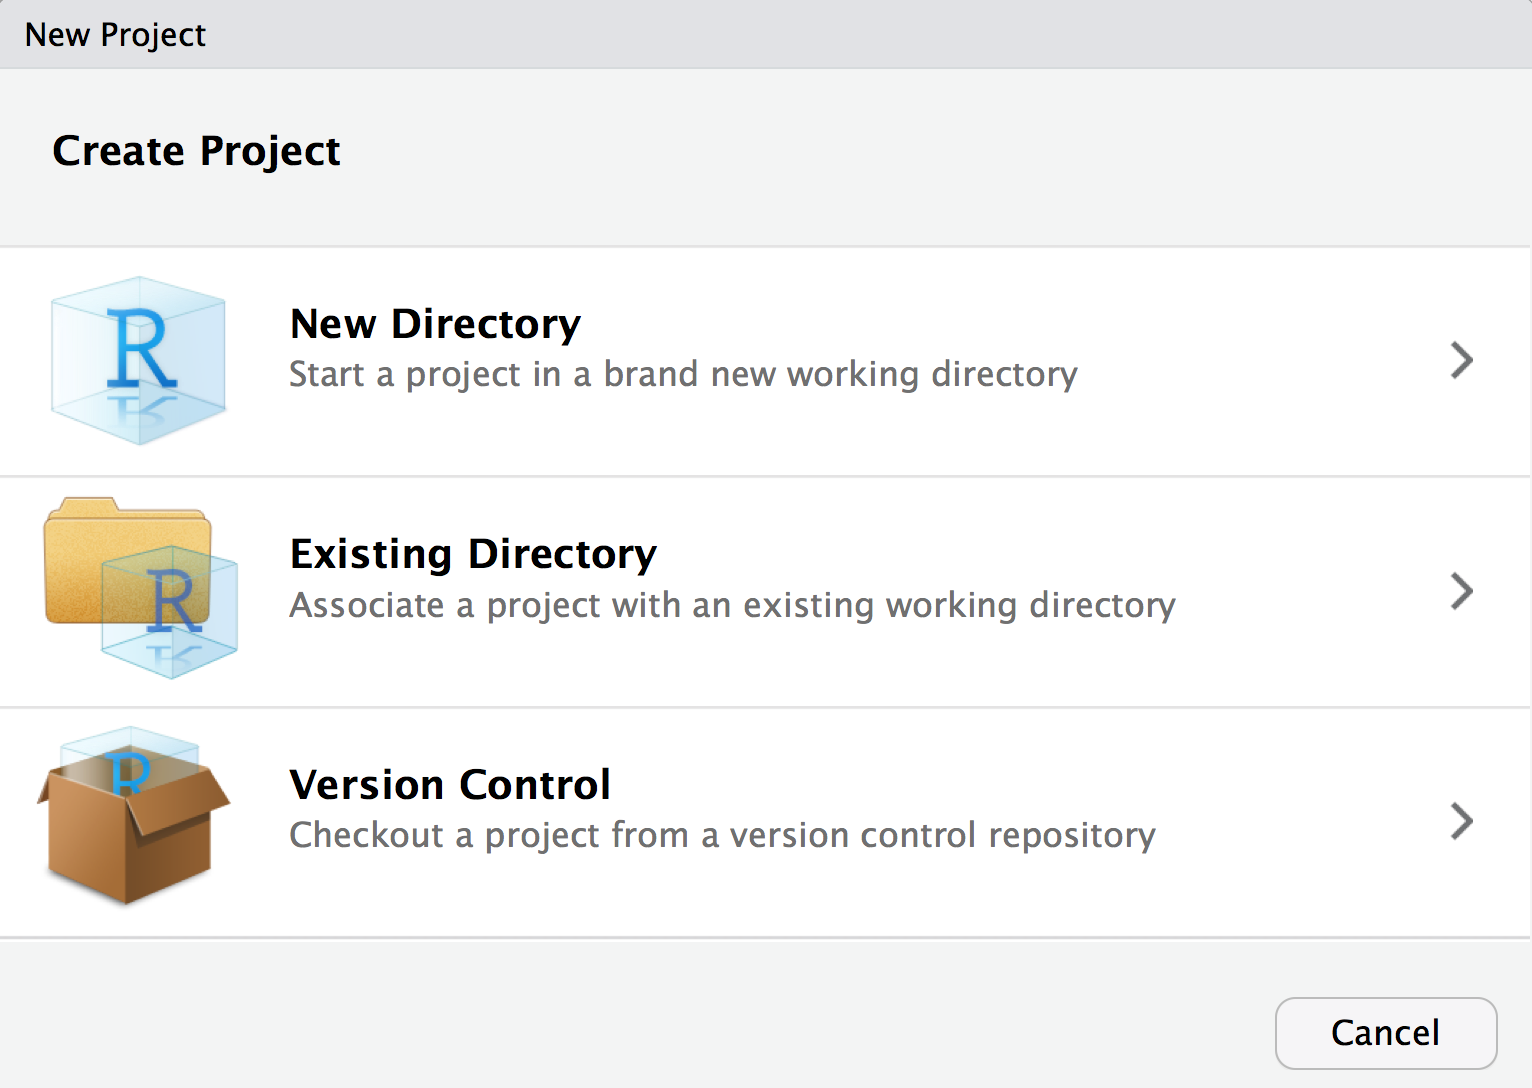 New Project
Create Project
R
New Directory
Start a project in a brand new working directory
R
Existing Directory
Associate a project with an existing working directory
R
Version Control
Checkout a project from a version control repository
Cancel